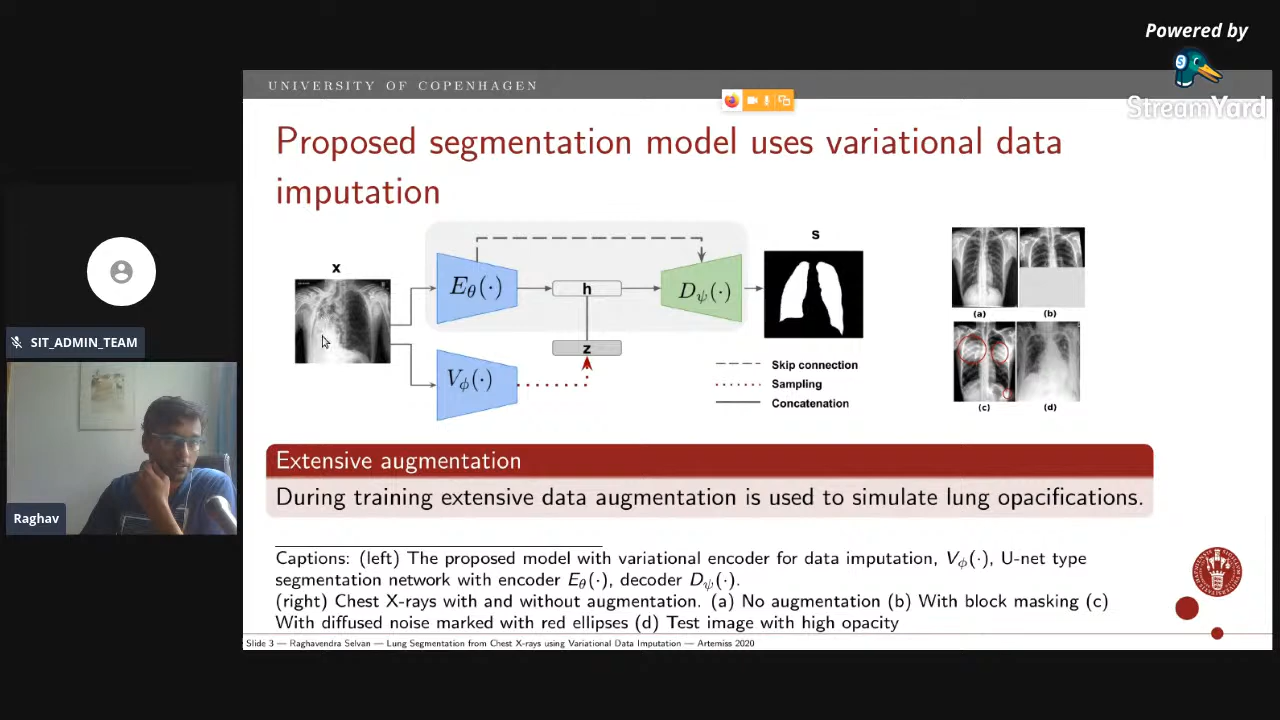 Powered by
StreamYard
UNIVERSITY OF COPENHAGEN
Proposed segmentation model uses variational data
imputation
x
E_θ(·)
h
D_ψ(·)
s
z
V_ϕ(·)
Skip connection
Sampling
Concatenation
(a)
(b)
(c)
(d)
SIT_ADMIN_TEAM
Raghav
Extensive augmentation
During training extensive data augmentation is used to simulate lung opacifications.
Captions: (left) The proposed model with variational encoder for data imputation, V_ϕ(·), U-net type
segmentation network with encoder E_θ(·), decoder D_ψ(·).
(right) Chest X-rays with and without augmentation. (a) No augmentation (b) With block masking (c)
With diffused noise marked with red ellipses (d) Test image with high opacity
Slide 3 — Raghavendra Selvan — Lung Segmentation from Chest X-rays using Variational Data Imputation — Artemiss 2020